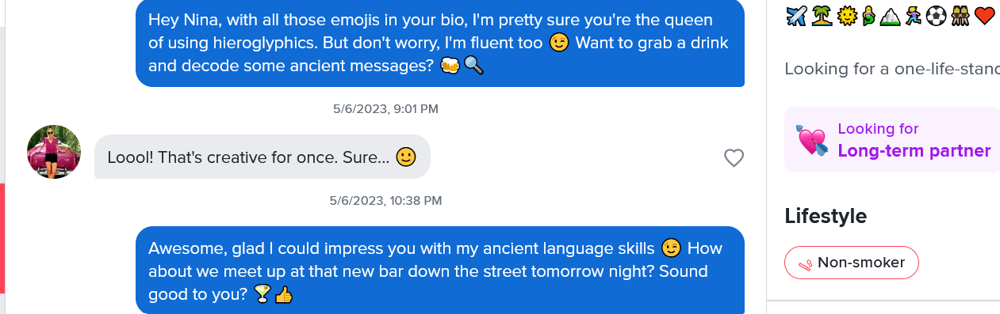 Hey Nina, with all those emojis in your bio, I'm pretty sure you're the queen
of using hieroglyphics. But don't worry, I'm fluent too 😉 Want to grab a drink
and decode some ancient messages? 🍻🔍
5/6/2023, 9:01 PM
Loool! That's creative for once. Sure... 🙂
5/6/2023, 10:38 PM
Awesome, glad I could impress you with my ancient language skills 😉 How
about we meet up at that new bar down the street tomorrow night? Sound
good to you? 🍸👍
Looking for a one-life-stand
Looking for
Long-term partner
Lifestyle
Non-smoker